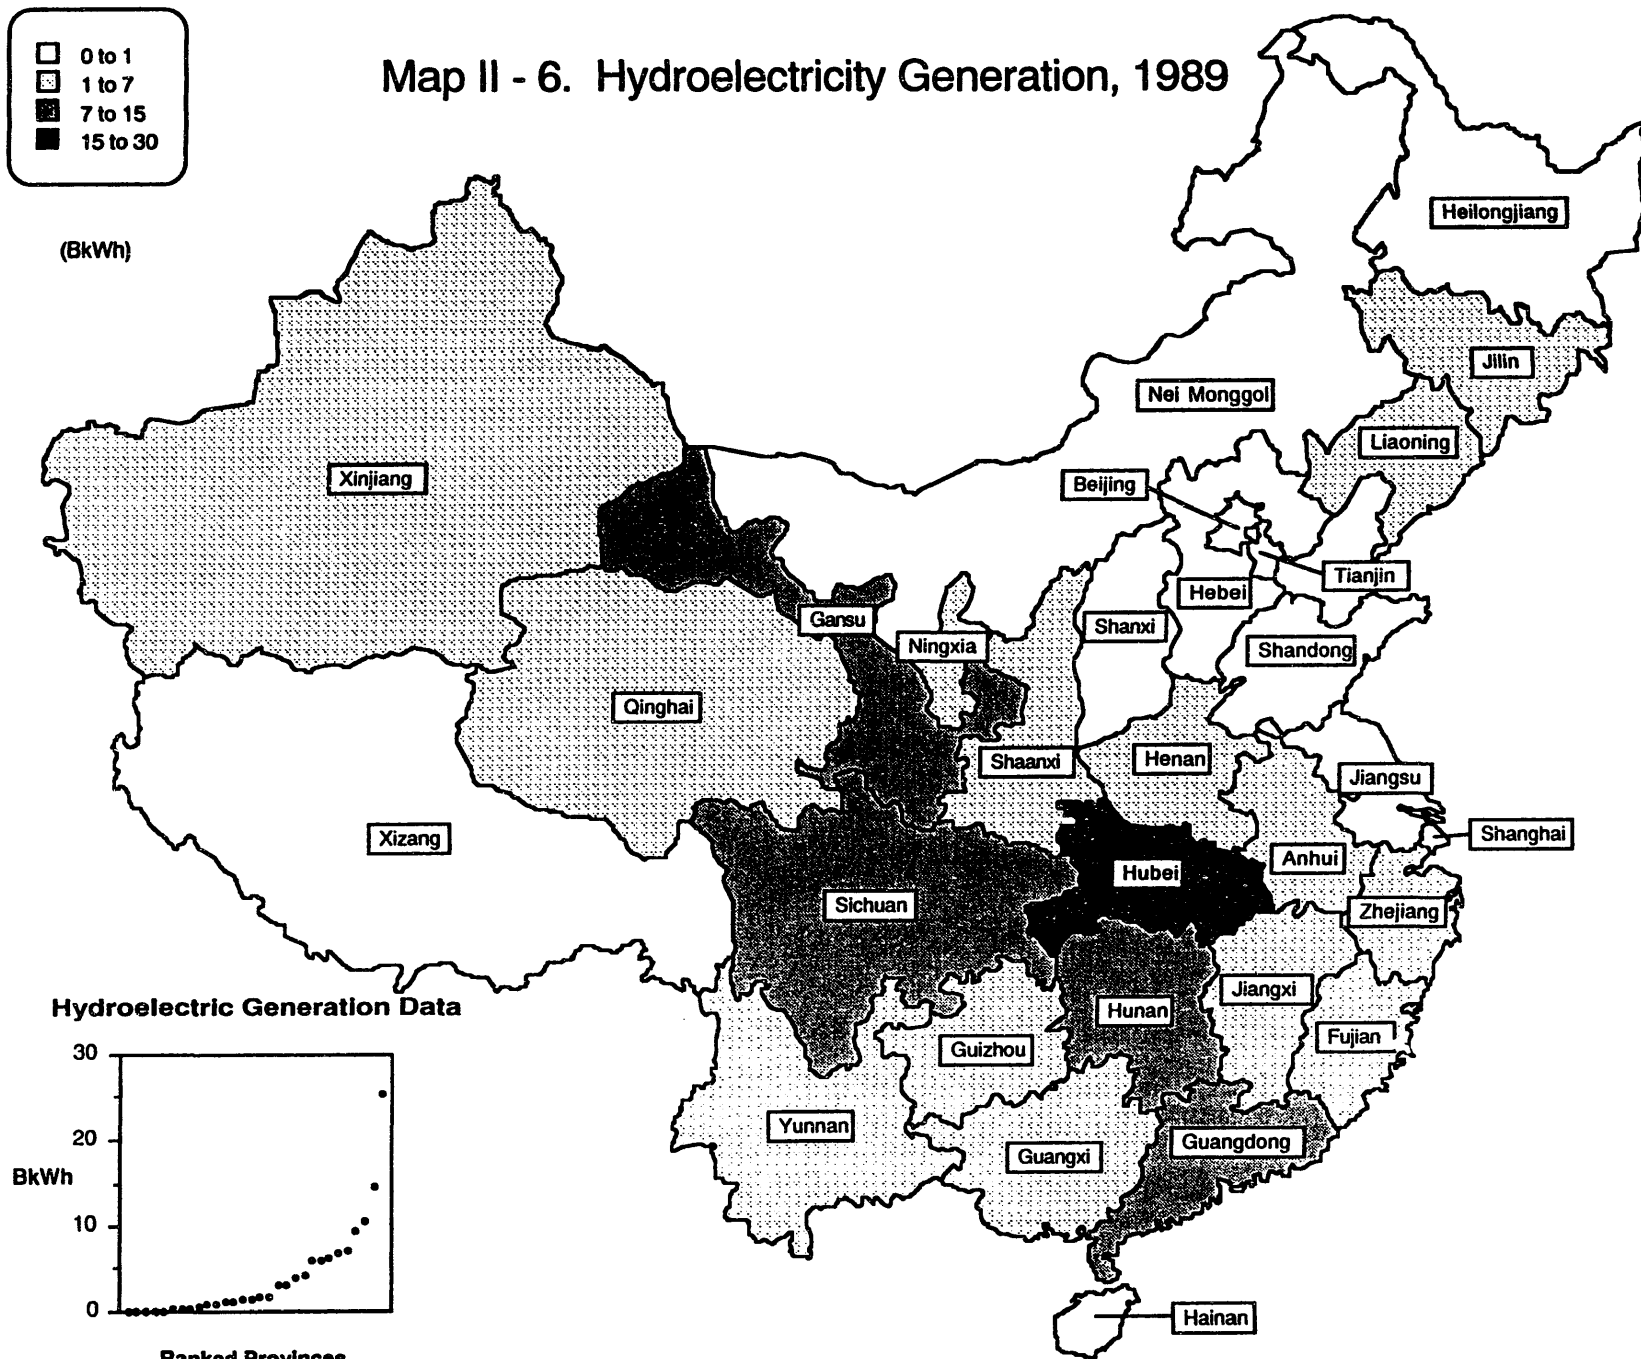 0 to 1
1 to 7
7 to 15
15 to 30
(BkWh)
Map II - 6. Hydroelectricity Generation, 1989
Heilongjiang
Jilin
Nei Monggol
Liaoning
Xinjiang
Beijing
Tianjin
Hebei
Gansu
Shanxi
Ningxia
Shandong
Qinghai
Shaanxi
Henan
Jiangsu
Xizang
Shanghai
Hubei
Anhui
Sichuan
Zhejiang
Jiangxi
Hunan
Fujian
Guizhou
Yunnan
Guangdong
Guangxi
Hainan
Hydroelectric Generation Data
30
20
BkWh
10
0
Ranked Provinces